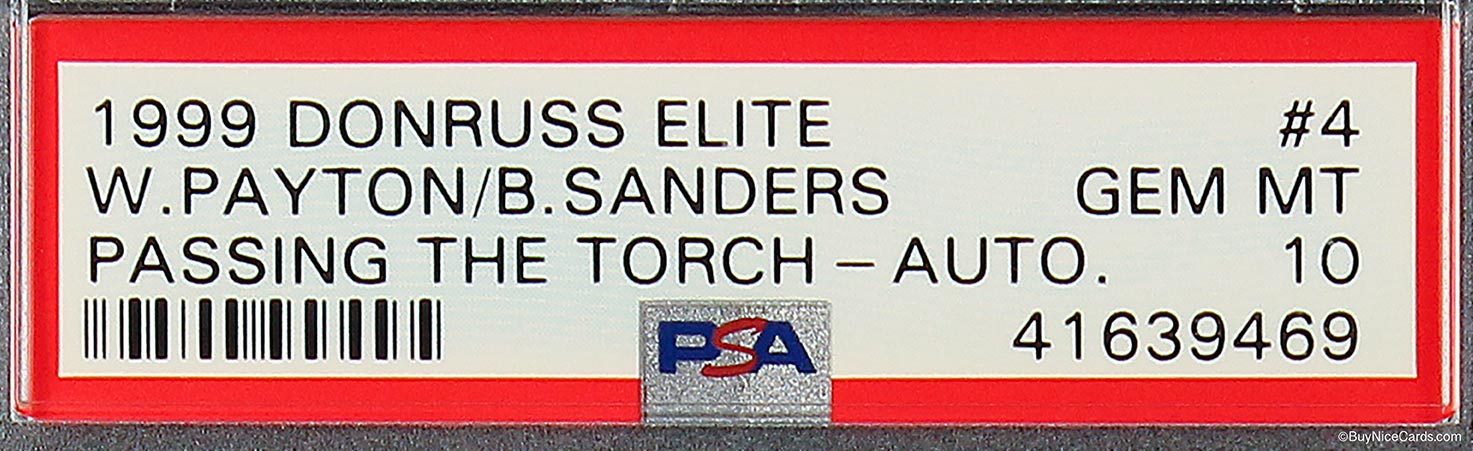 1999 DONRUSS ELITE #4
W.PAYTON/B.SANDERS GEM MT
PASSING THE TORCH – AUTO. 10
PSA 41639469
©BuyNiceCards.com